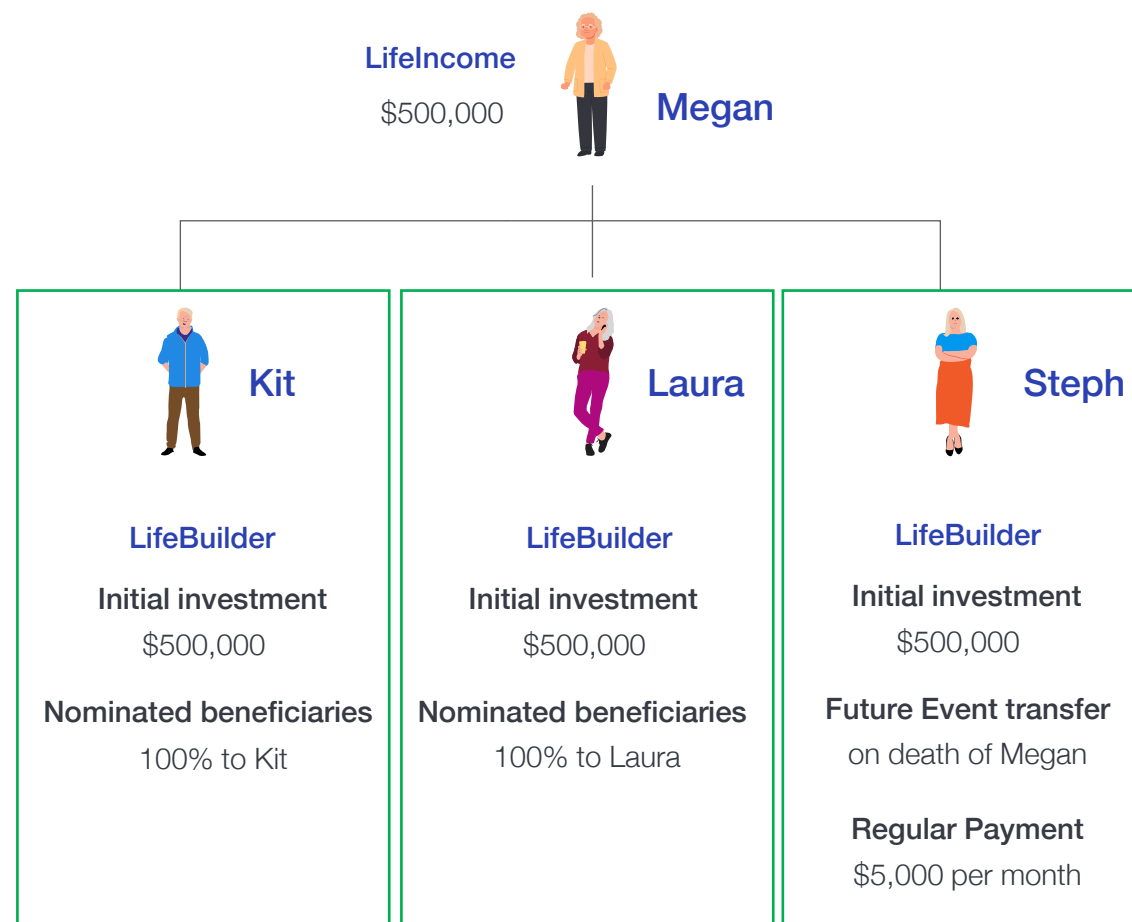 LifeIncome
$500,000
Megan
Kit
LifeBuilder
Initial investment
$500,000
Nominated beneficiaries
100% to Kit
Laura
LifeBuilder
Initial investment
$500,000
Nominated beneficiaries
100% to Laura
Steph
LifeBuilder
Initial investment
$500,000
Future Event transfer
on death of Megan
Regular Payment
$5,000 per month